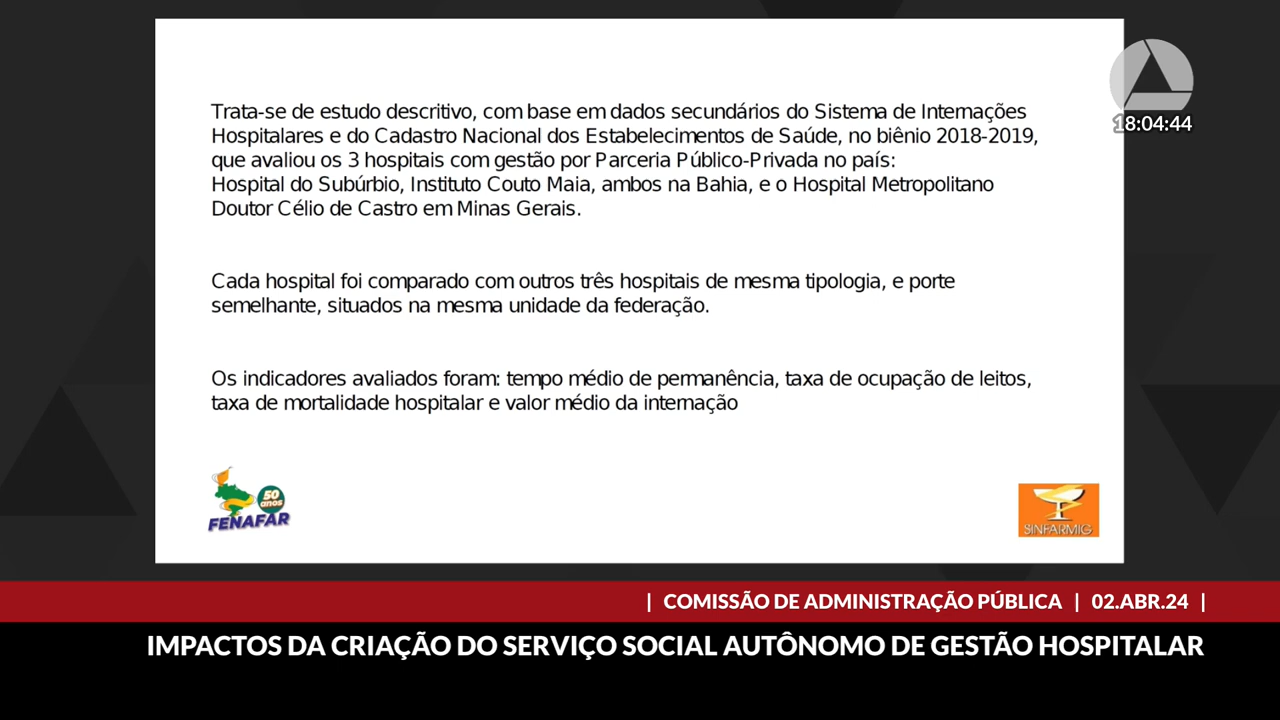 18:04:44
Trata-se de estudo descritivo, com base em dados secundários do Sistema de Internações
Hospitalares e do Cadastro Nacional dos Estabelecimentos de Saúde, no biênio 2018-2019,
que avaliou os 3 hospitais com gestão por Parceria Público-Privada no país:
Hospital do Subúrbio, Instituto Couto Maia, ambos na Bahia, e o Hospital Metropolitano
Doutor Célio de Castro em Minas Gerais.
Cada hospital foi comparado com outros três hospitais de mesma tipologia, e porte
semelhante, situados na mesma unidade da federação.
Os indicadores avaliados foram: tempo médio de permanência, taxa de ocupação de leitos,
taxa de mortalidade hospitalar e valor médio da internação
50
anos
FENAFAR
SINFARMIG
| COMISSÃO DE ADMINISTRAÇÃO PÚBLICA | 02.ABR.24 |
IMPACTOS DA CRIAÇÃO DO SERVIÇO SOCIAL AUTÔNOMO DE GESTÃO HOSPITALAR